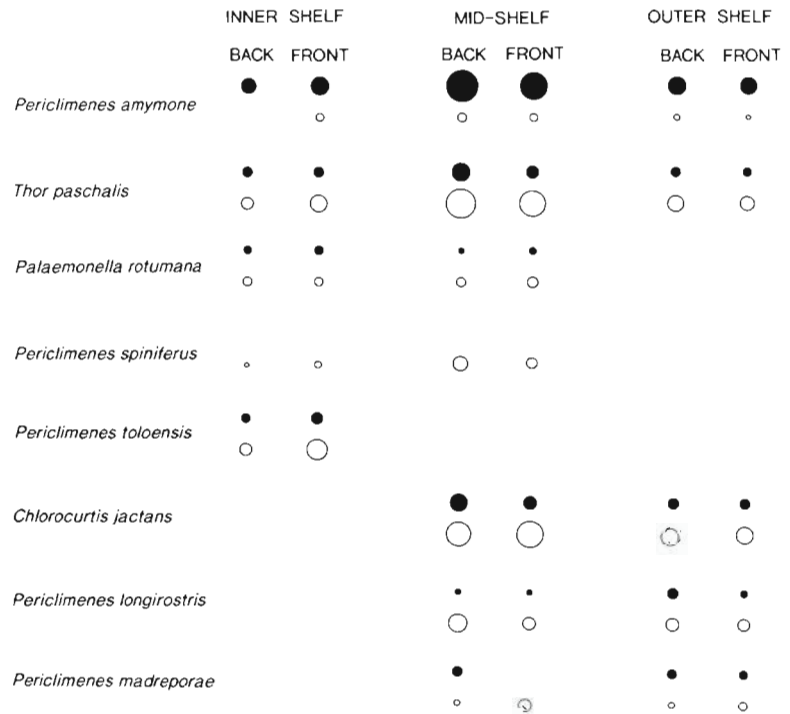 INNER SHELF MID-SHELF OUTER SHELF
BACK FRONT BACK FRONT BACK FRONT
Periclimenes amymone
Thor paschalis
Palaemonella rotumana
Periclimenes spiniferus
Periclimenes toloensis
Chlorocurtis jactans
Periclimenes longirostris
Periclimenes madreporae